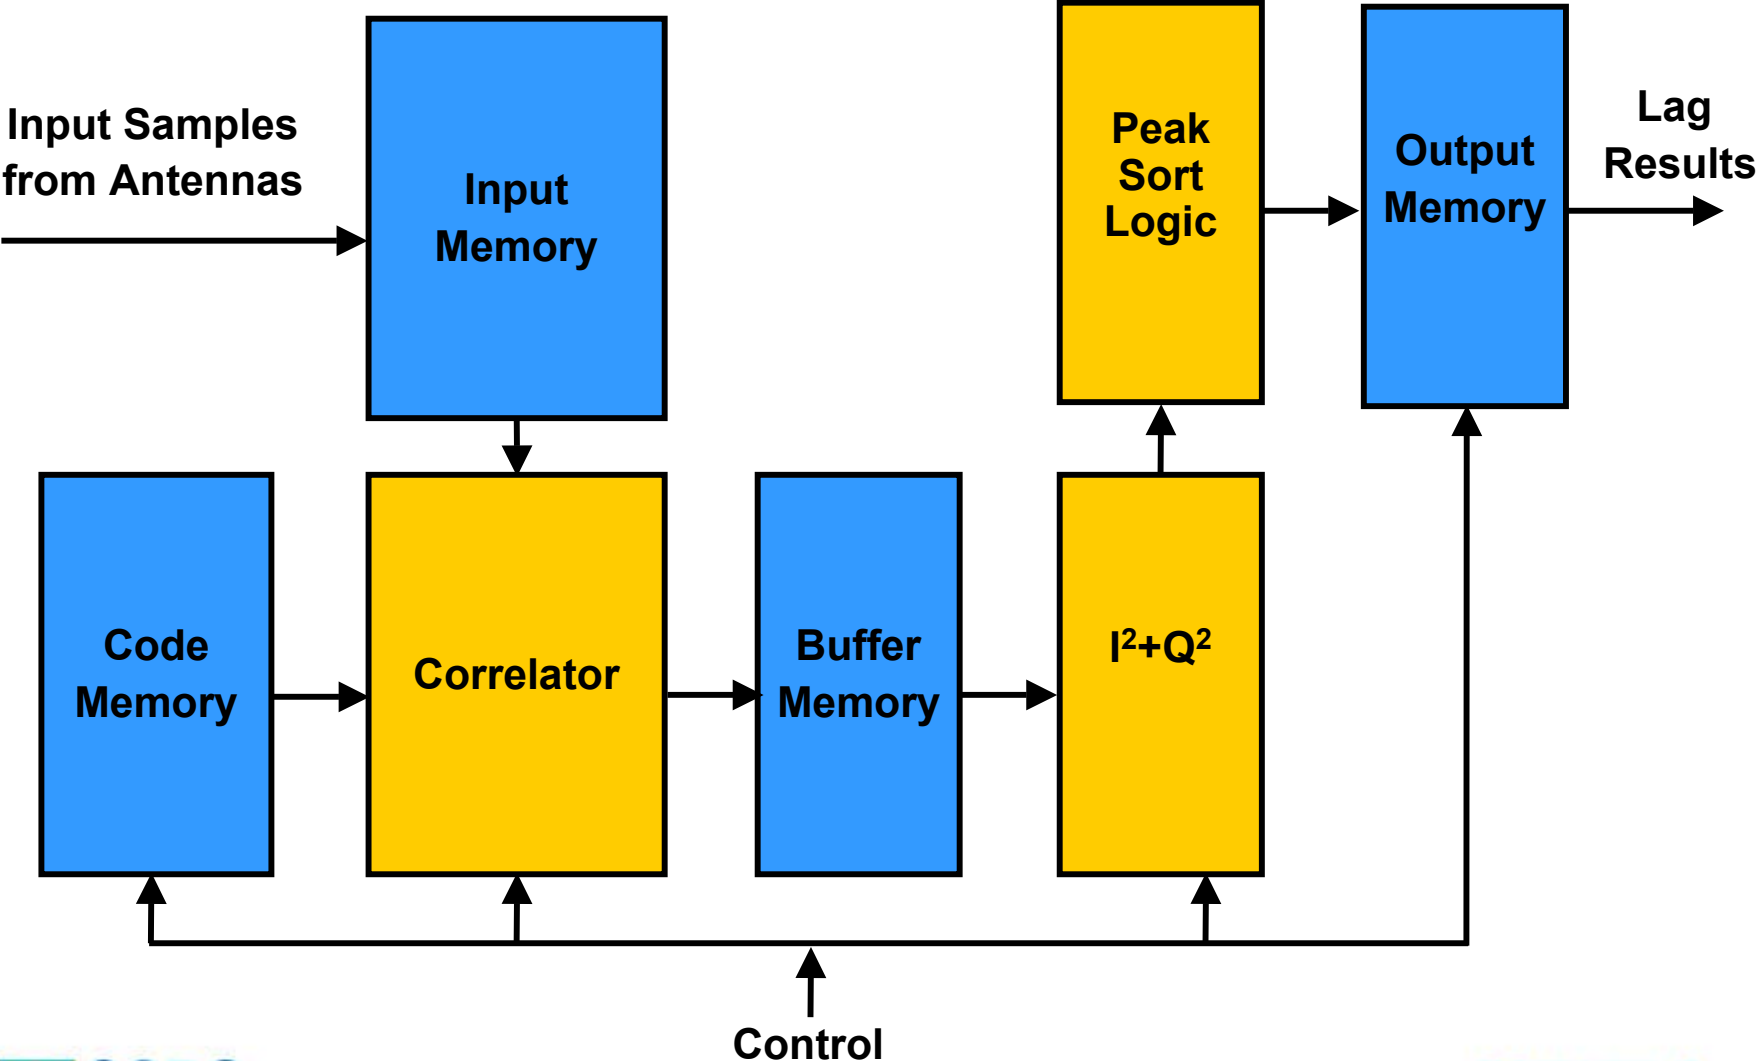 Input Samples
from Antennas
Input
Memory
Peak
Sort
Logic
Output
Memory
Lag
Results
Code
Memory
Correlator
Buffer
Memory
I²+Q²
Control